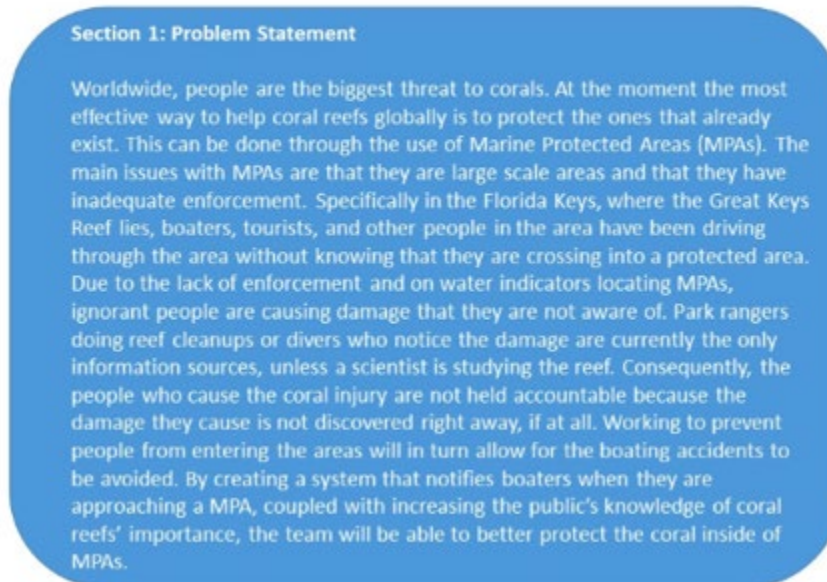 Section 1: Problem Statement
Worldwide, people are the biggest threat to corals. At the moment the most
effective way to help coral reefs globally is to protect the ones that already
exist. This can be done through the use of Marine Protected Areas (MPAs). The
main issues with MPAs are that they are large scale areas and that they have
inadequate enforcement. Specifically in the Florida Keys, where the Great Keys
Reef lies, boaters, tourists, and other people in the area have been driving
through the area without knowing that they are crossing into a protected area.
Due to the lack of enforcement and on water indicators locating MPAs,
ignorant people are causing damage that they are not aware of. Park rangers
doing reef cleanups or divers who notice the damage are currently the only
information sources, unless a scientist is studying the reef. Consequently, the
people who cause the coral injury are not held accountable because the
damage they cause is not discovered right away, if at all. Working to prevent
people from entering the areas will in turn allow for the boating accidents to
be avoided. By creating a system that notifies boaters when they are
approaching a MPA, coupled with increasing the public's knowledge of coral
reefs' importance, the team will be able to better protect the coral inside of
MPAs.